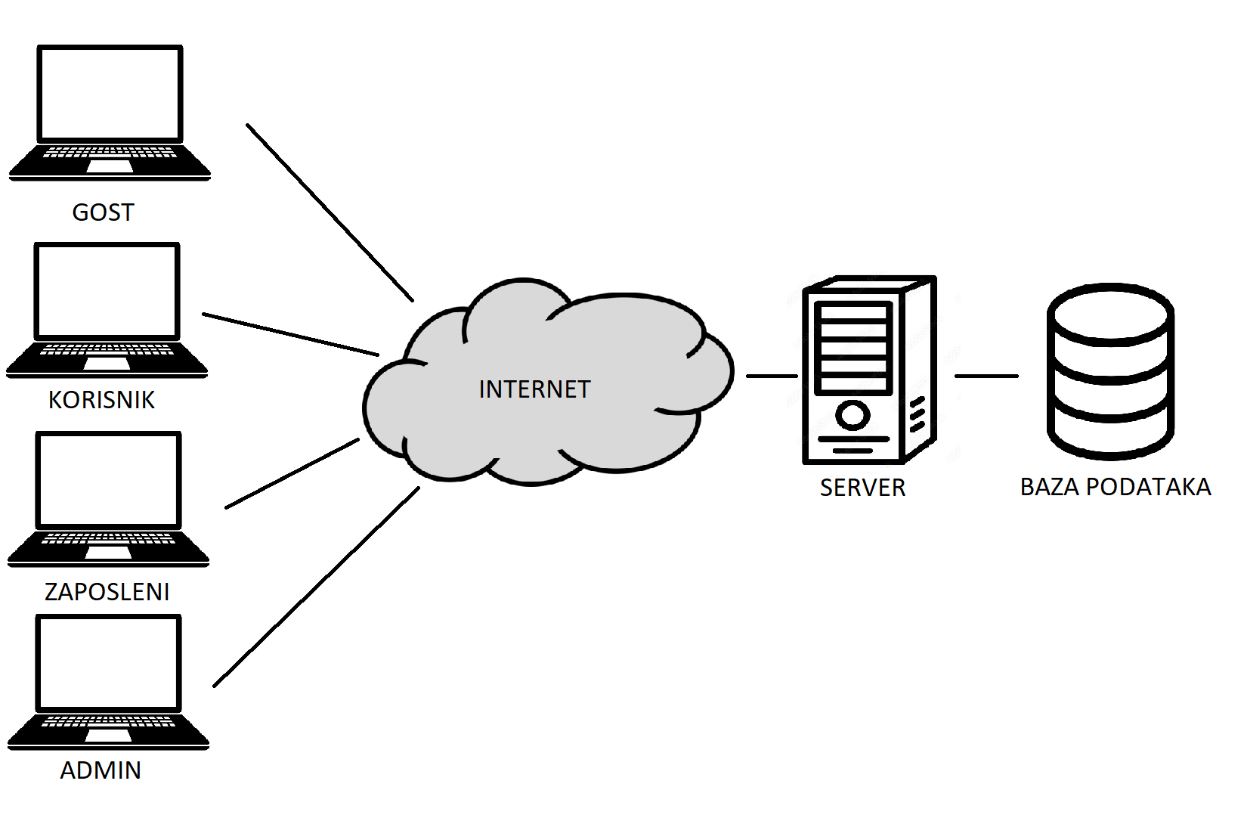 GOST
KORISNIK
ZAPOSLENI
ADMIN
INTERNET
SERVER
BAZA PODATAKA